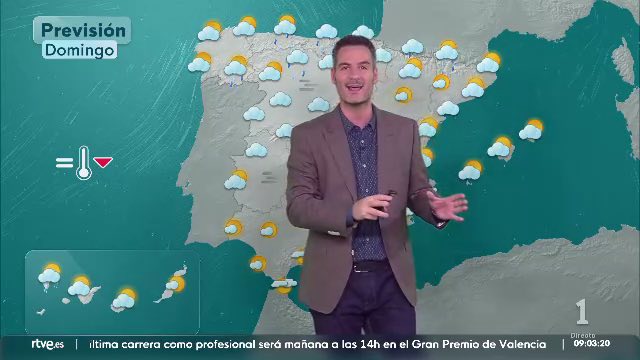 Previsión
Domingo
1
Directo
rtve.es
última carrera como profesional será mañana a las 14h en el Gran Premio de Valencia
09:03:20